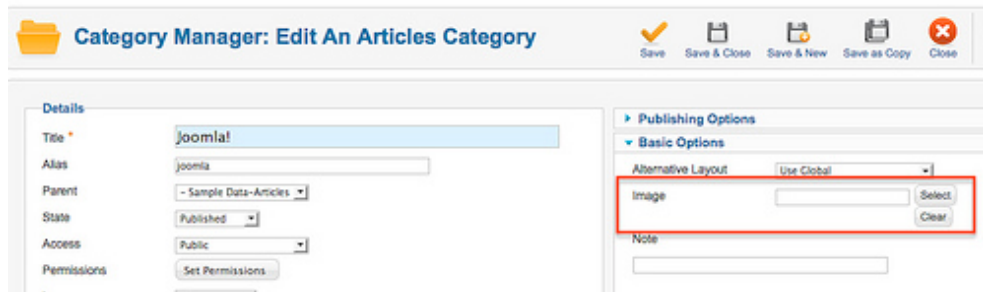 Category Manager: Edit An Articles Category
Save
Save & Close
Save & New
Save as Copy
Close
Details
Title *
Joomla!
Alias
joomla
Parent
- Sample Data-Articles
State
Published
Access
Public
Permissions
Set Permissions
Publishing Options
Basic Options
Alternative Layout
Use Global
Image
Select
Clear
Note